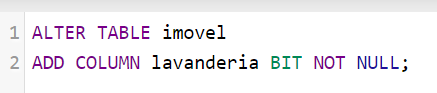 1 ALTER TABLE imovel
2 ADD COLUMN lavanderia BIT NOT NULL;